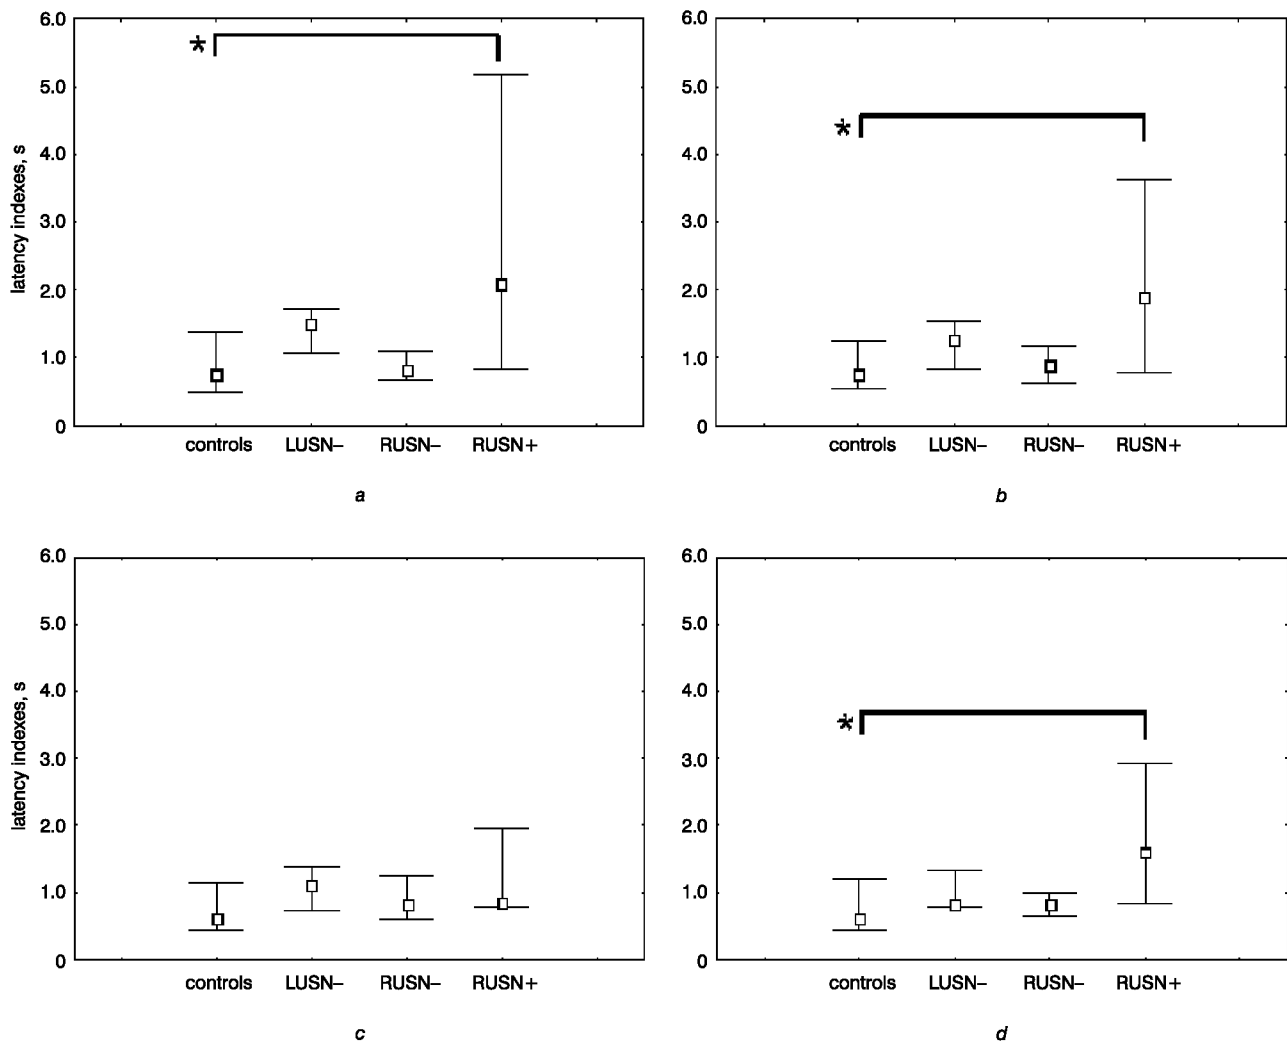 6.0 6.0
*
5.0 5.0
*
4.0 4.0
latency indexes, s
3.0 3.0
2.0 2.0
1.0 1.0
0 0
controls LUSN– RUSN– RUSN+ controls LUSN– RUSN– RUSN+
a b
6.0 6.0
5.0 5.0
4.0 4.0
*
latency indexes, s
3.0 3.0
2.0 2.0
1.0 1.0
0 0
controls LUSN– RUSN– RUSN+ controls LUSN– RUSN– RUSN+
c d